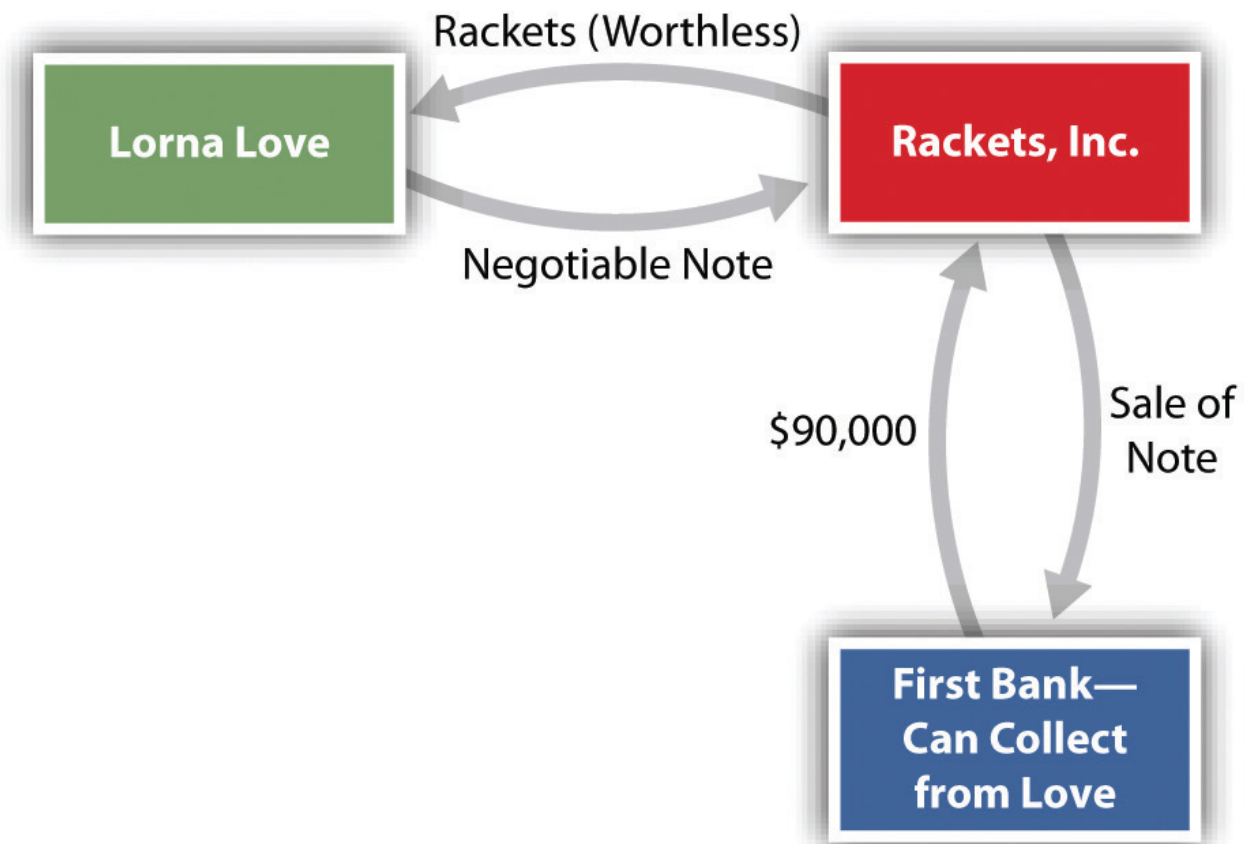 Rackets (Worthless)
Lorna Love
Rackets, Inc.
Negotiable Note
$90,000
Sale of
Note
First Bank—
Can Collect
from Love